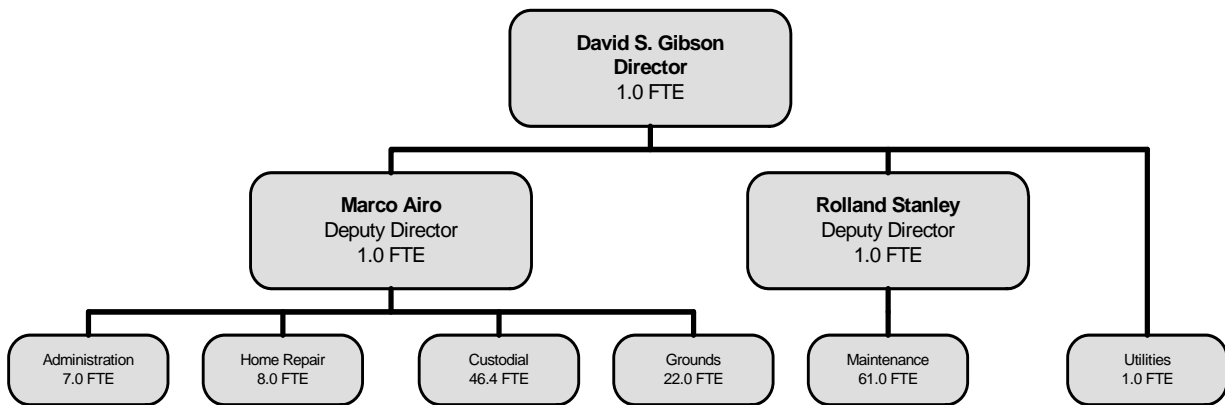 David S. Gibson
Director
1.0 FTE
Marco Airo
Deputy Director
1.0 FTE
Rolland Stanley
Deputy Director
1.0 FTE
Administration
7.0 FTE
Home Repair
8.0 FTE
Custodial
46.4 FTE
Grounds
22.0 FTE
Maintenance
61.0 FTE
Utilities
1.0 FTE